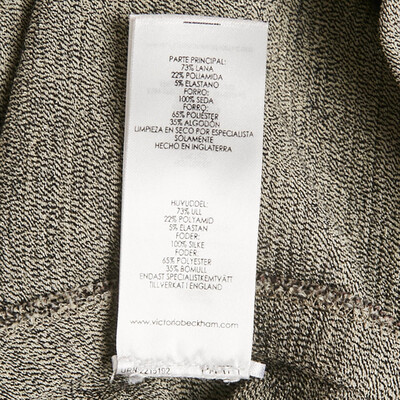 PARTE PRINCIPAL:
73% LANA
22% POLIAMIDA
5% ELASTANO
FORRO:
100% SEDA
FORRO:
65% POLIÉSTER
35% ALGODÓN
LIMPIEZA EN SECO POR ESPECIALISTA
SOLAMENTE
HECHO EN INGLATERRA
HUVUDDEL:
73% ULL
22% POLYAMID
5% ELASTAN
FODER:
100% SILKE
FODER:
65% POLYESTER
35% BOMULL
ENDAST SPECIALISTKEMTVÄTT
TILLVERKAT I ENGLAND
www.victoriabeckham.com